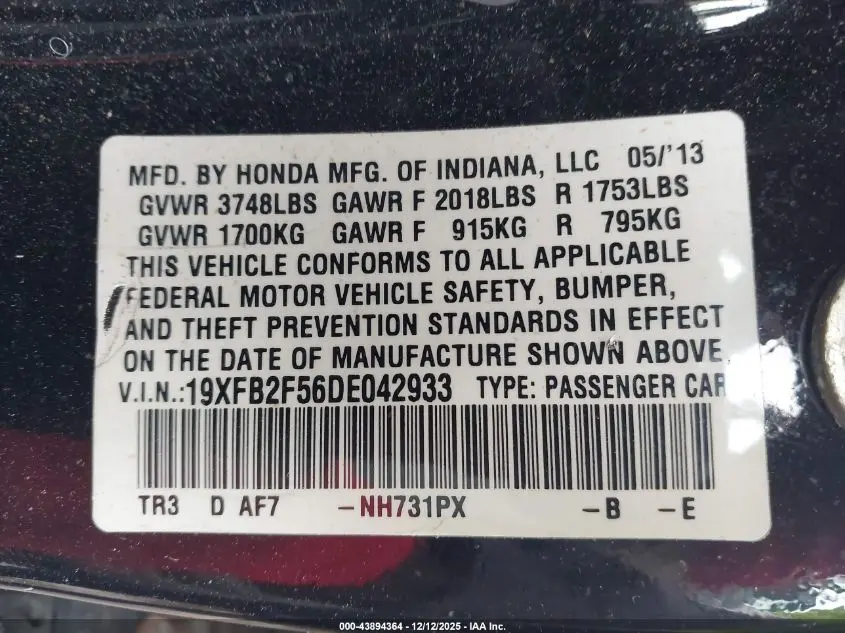 MFD. BY HONDA MFG. OF INDIANA, LLC 05/'13
GVWR 3748LBS GAWR F 2018LBS R 1753LBS
GVWR 1700KG GAWR F 915KG R 795KG
THIS VEHICLE CONFORMS TO ALL APPLICABLE
FEDERAL MOTOR VEHICLE SAFETY, BUMPER,
AND THEFT PREVENTION STANDARDS IN EFFECT
ON THE DATE OF MANUFACTURE SHOWN ABOVE.
V.I.N.:19XFB2F56DE042933 TYPE: PASSENGER CAR
TR3 D AF7 -NH731PX -B -E
000-43894364 - 12/12/2025 - IAA Inc.